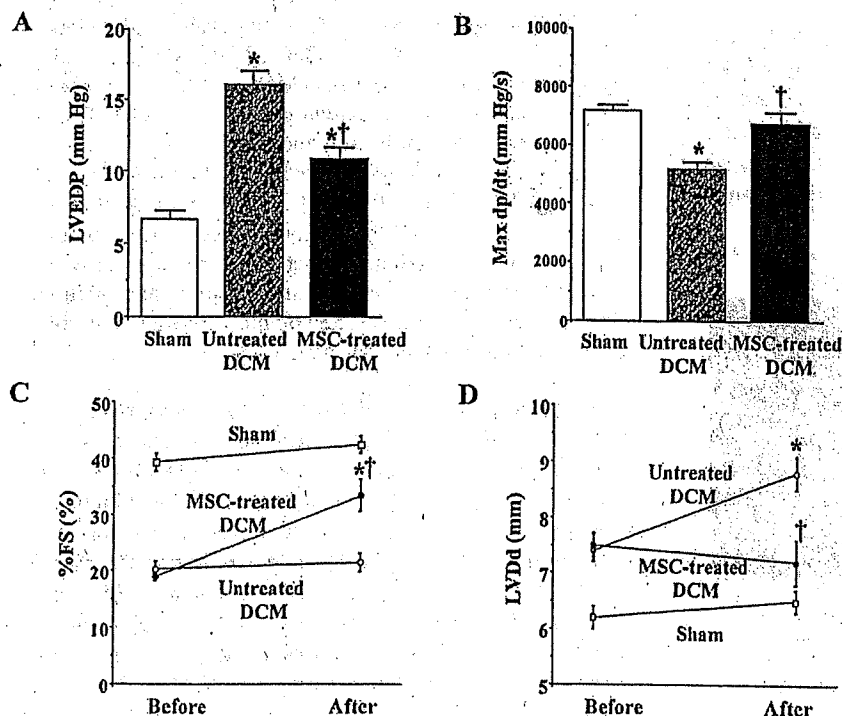 A
20
15
10
5
0
LVEDP (mm Hg)
*
*†
Sham
Untreated
DCM
MSC-treated
DCM
B
10000
8000
6000
4000
2000
0
Max dp/dt (mm Hg/s)
*
†
Sham
Untreated
DCM
MSC-treated
DCM
C
50
40
30
20
10
0
%FS (%)
Sham
*†
MSC-treated
DCM
Untreated
DCM
Before
After
D
10
9
8
7
6
5
LVDd (mm)
*
Untreated
DCM
†
MSC-treated
DCM
Sham
Before
After